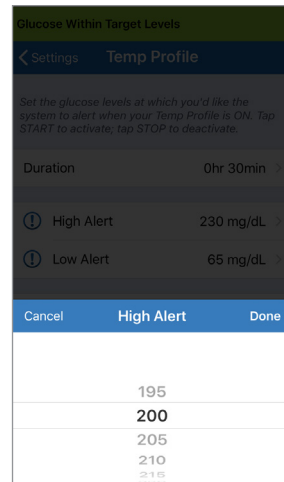 Glucose Within Target Levels
Settings Temp Profile
Set the glucose levels at which you'd like the
system to alert when your Temp Profile is ON. Tap
START to activate; tap STOP to deactivate.
Duration 0hr 30min
High Alert 230 mg/dL
Low Alert 65 mg/dL
Cancel High Alert Done
195
200
205
210
215